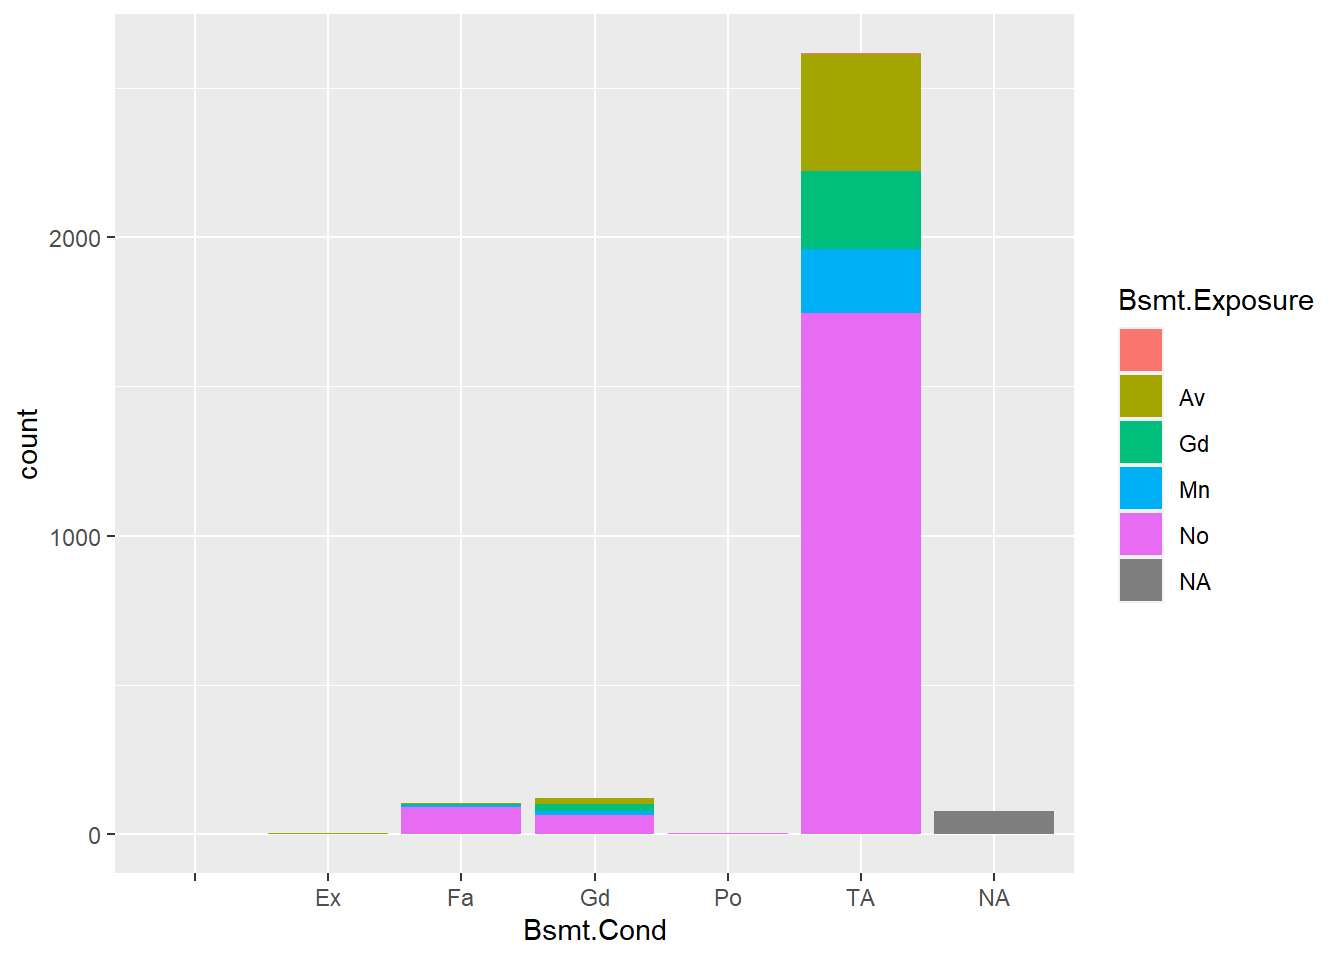 count
2000
1000
0
Ex Fa Gd Po TA NA
Bsmt.Cond
Bsmt.Exposure
Av
Gd
Mn
No
NA